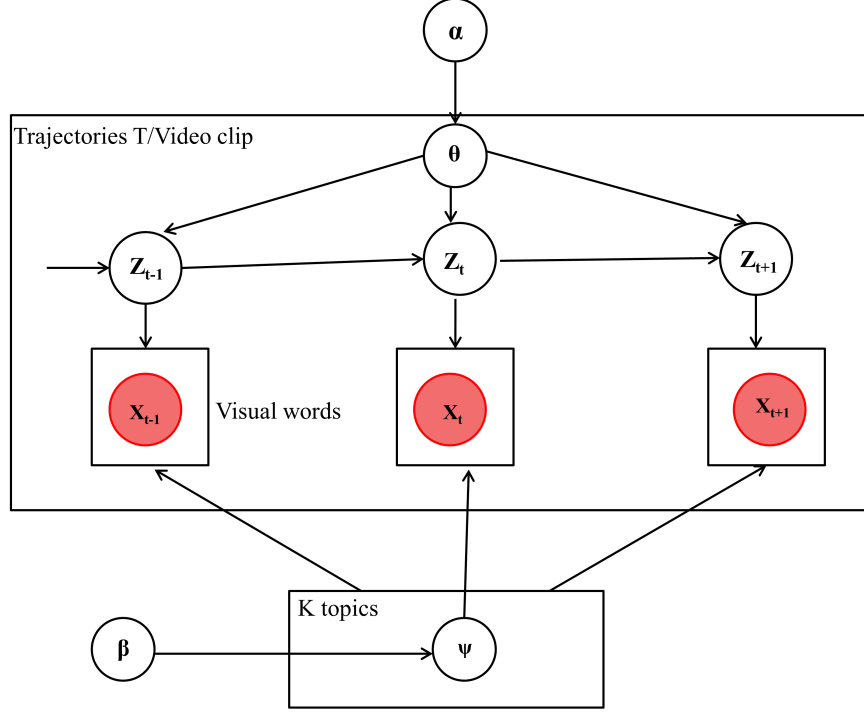 α
Trajectories T/Video clip
θ
Zt-1
Zt
Zt+1
Xt-1
Visual words
Xt
Xt+1
K topics
β
ψ